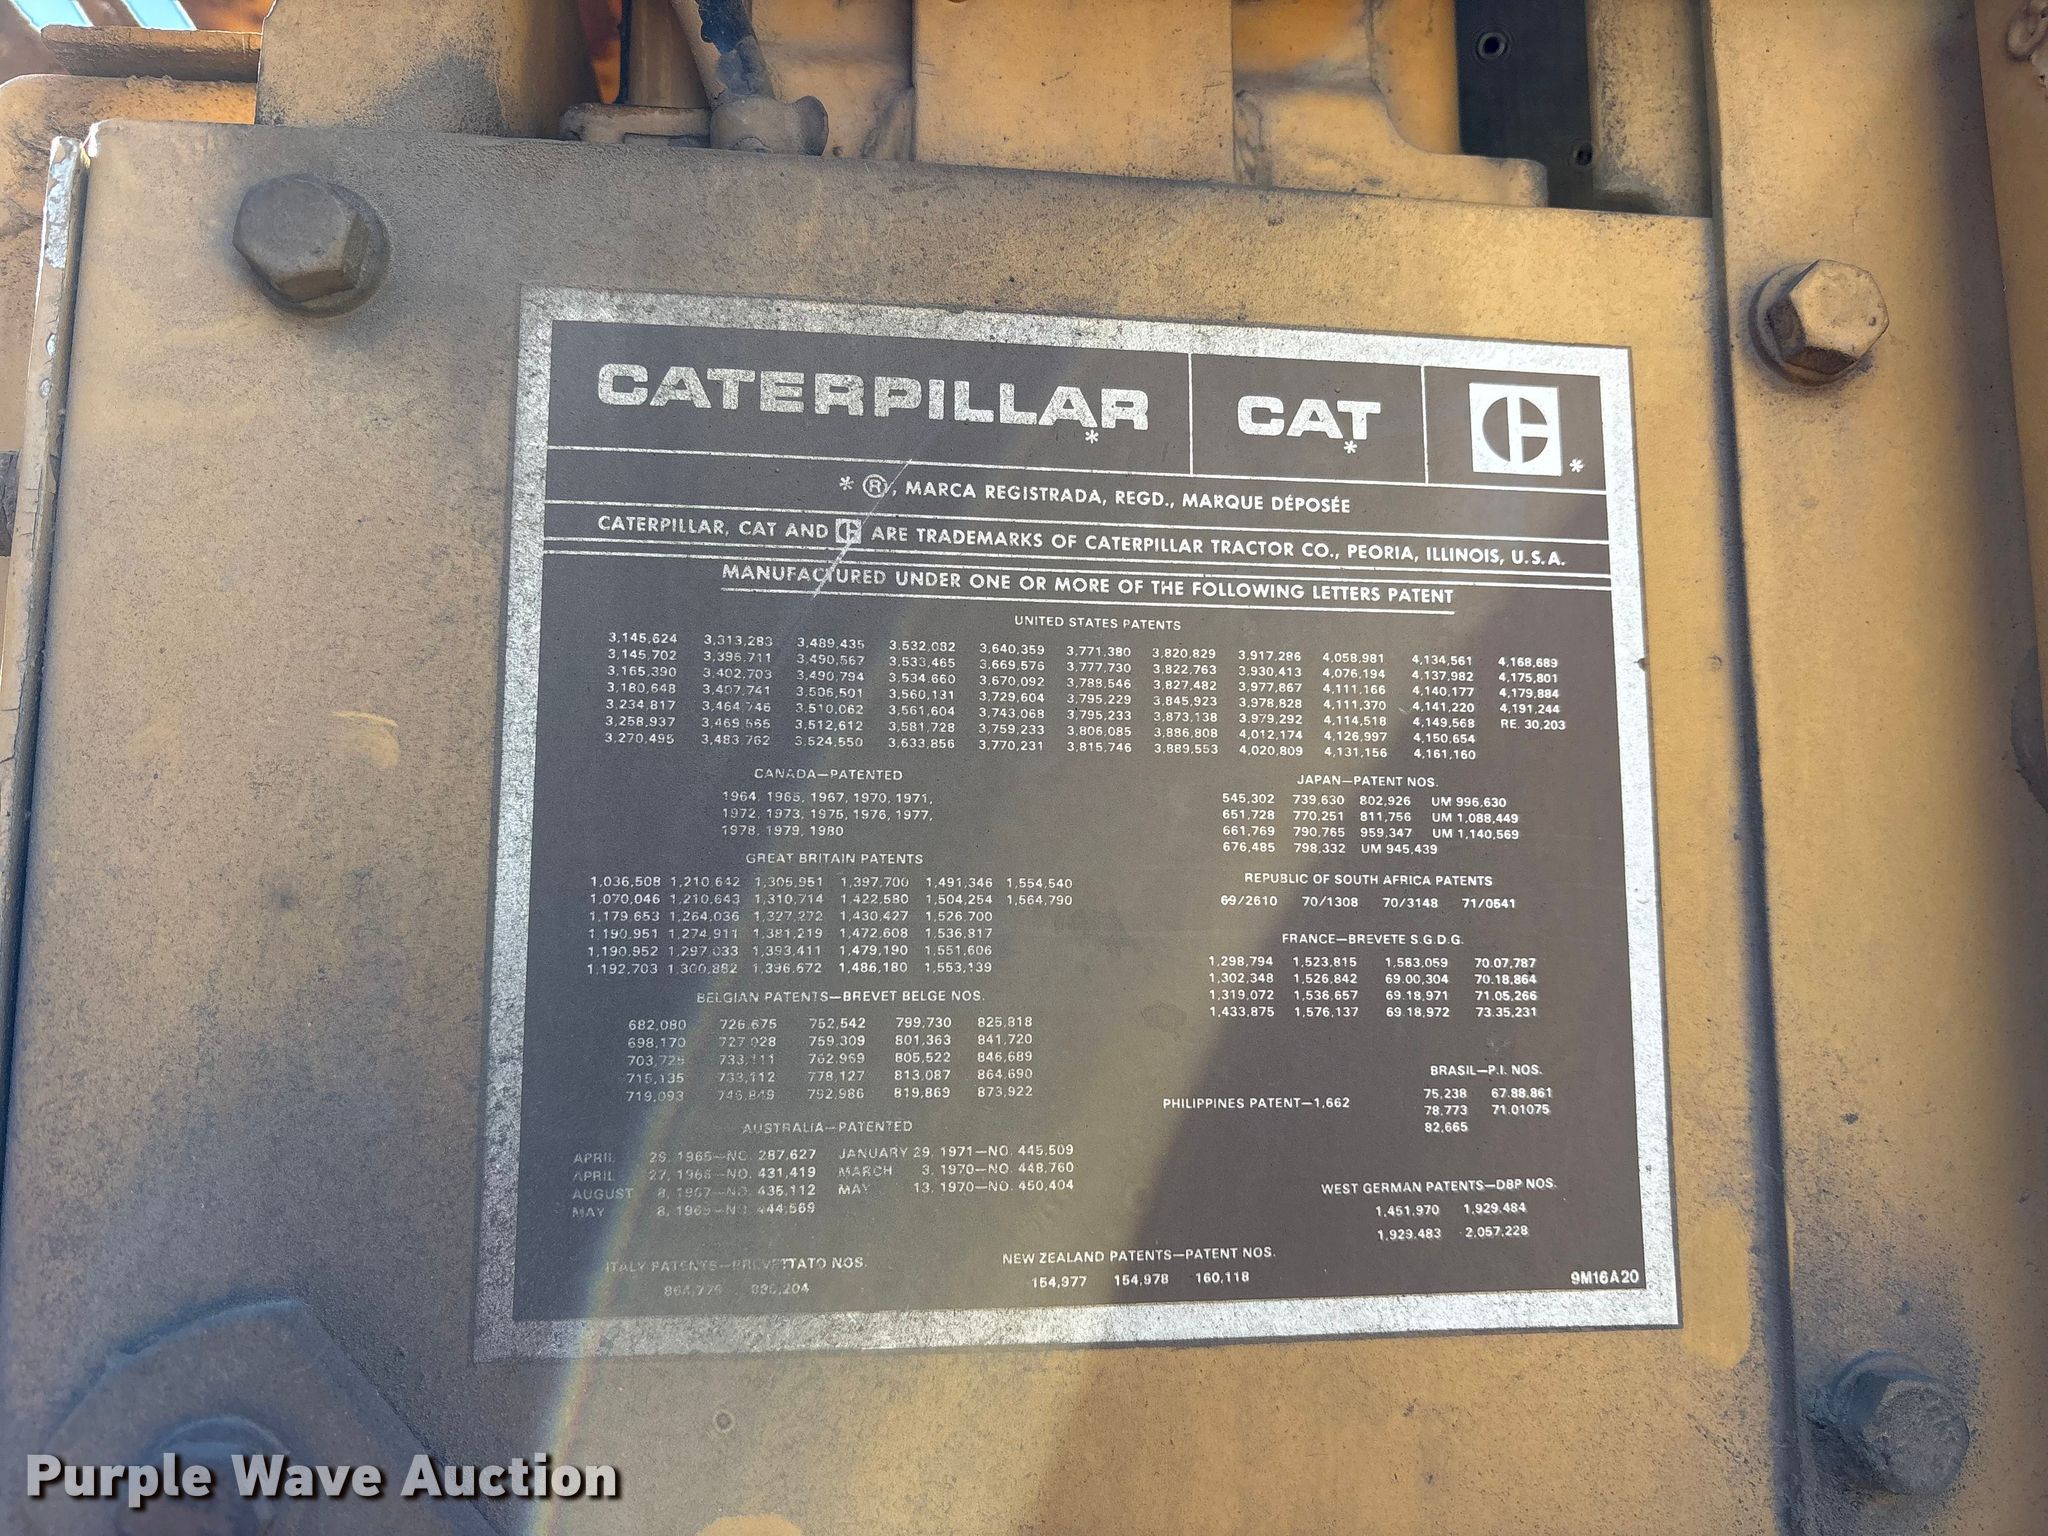 CATERPILLAR* CAT* C*
* ®, MARCA REGISTRADA, REGD., MARQUE DÉPOSÉE
CATERPILLAR, CAT AND C ARE TRADEMARKS OF CATERPILLAR TRACTOR CO., PEORIA, ILLINOIS, U.S.A.
MANUFACTURED UNDER ONE OR MORE OF THE FOLLOWING LETTERS PATENT
UNITED STATES PATENTS
3,145,624 3,313,283 3,489,435 3,532,082 3,640,359 3,771,380 3,820,829 3,917,286 4,058,981 4,134,561 4,168,689
3,145,702 3,396,711 3,490,567 3,533,465 3,669,576 3,777,730 3,822,763 3,930,413 4,076,194 4,137,982 4,175,801
3,165,390 3,402,703 3,490,794 3,534,660 3,670,092 3,788,546 3,827,482 3,977,867 4,111,166 4,140,177 4,179,884
3,180,648 3,407,741 3,506,501 3,560,131 3,729,604 3,795,229 3,845,923 3,978,828 4,111,370 4,141,220 4,191,244
3,234,817 3,464,746 3,510,062 3,561,604 3,743,068 3,795,233 3,873,138 3,979,292 4,114,518 4,149,568 RE. 30,203
3,258,937 3,469,565 3,512,612 3,581,728 3,759,233 3,806,085 3,886,808 4,012,174 4,126,997 4,150,654
3,270,495 3,483,762 3,524,550 3,633,856 3,770,231 3,815,746 3,889,553 4,020,809 4,131,156 4,161,160
CANADA—PATENTED
1964, 1965, 1967, 1970, 1971,
1972, 1973, 1975, 1976, 1977,
1978, 1979, 1980
GREAT BRITAIN PATENTS
1,036,508 1,210,642 1,305,951 1,397,700 1,491,346 1,554,540
1,070,046 1,210,643 1,310,714 1,422,580 1,504,254 1,564,790
1,179,653 1,264,036 1,327,272 1,430,427 1,526,700
1,190,951 1,274,911 1,381,219 1,472,608 1,536,817
1,190,952 1,297,033 1,393,411 1,479,190 1,551,606
1,192,703 1,300,882 1,396,672 1,486,180 1,553,139
BELGIAN PATENTS—BREVET BELGE NOS.
682,080 726,675 752,542 799,730 825,818
698,170 727,028 759,309 801,363 841,720
703,725 733,111 762,969 805,522 846,689
715,135 733,112 778,127 813,087 864,690
719,093 746,849 792,986 819,869 873,922
AUSTRALIA—PATENTED
APRIL 1965—NO. 287,627 JANUARY 29, 1971—NO. 445,509
APRIL 27, NO. 431,419 MARCH 3, 1970—NO. 448,760
AUGUST 8, 1967—NO. 435,112 MAY 13, 1970—NO. 450,404
MAY 8, 1969—NO. 444,569
ITALY PATENTS—BREVETTATO NOS.
JAPAN—PATENT NOS.
545,302 739,630 802,926 UM 996,630
651,728 770,251 811,756 UM 1,088,449
661,769 790,765 959,347 UM 1,140,569
676,485 798,332 UM 945,439
REPUBLIC OF SOUTH AFRICA PATENTS
69/2610 70/1308 70/3148 71/0541
FRANCE—BREVETE S.G.D.G.
1,298,794 1,523,815 1,583,059 70.07,787
1,302,348 1,526,842 69.00,304 70.18,864
1,319,072 1,536,657 69.18,971 71.05,266
1,433,875 1,576,137 69.18,972 73.35,231
BRASIL—P.I. NOS.
75,238 67.88,861
PHILIPPINES PATENT—1,662
78,773 71.01075
82,665
WEST GERMAN PATENTS—DBP NOS.
1,451,970 1,929,484
1,929,483 2,057,228
NEW ZEALAND PATENTS—PATENT NOS.
154,977 154,978 160,118
9M16A20
Purple Wave Auction